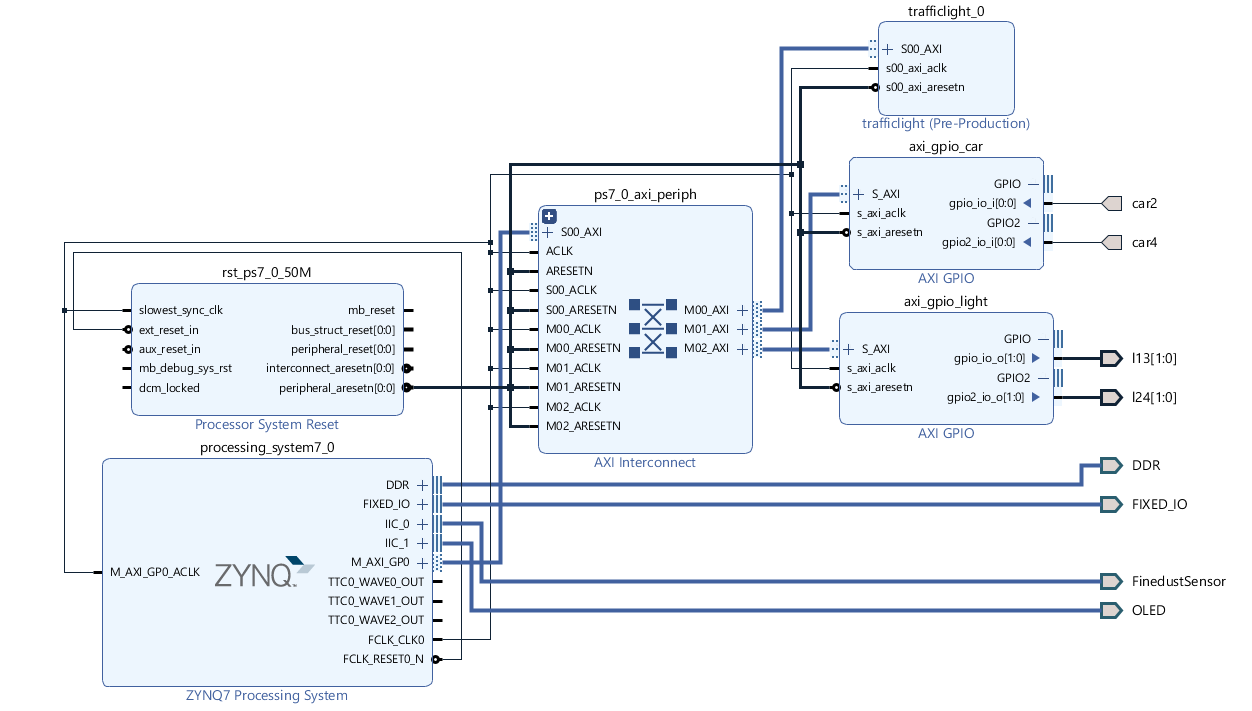 trafficlight_0
S00_AXI
s00_axi_aclk
s00_axi_aresetn
trafficlight (Pre-Production)
axi_gpio_car
S_AXI
s_axi_aclk
s_axi_aresetn
GPIO
gpio_io_i[0:0]
GPIO2
gpio2_io_i[0:0]
AXI GPIO
car2
car4
ps7_0_axi_periph
S00_AXI
ACLK
ARESETN
S00_ACLK
S00_ARESETN
M00_ACLK
M00_ARESETN
M01_ACLK
M01_ARESETN
M02_ACLK
M02_ARESETN
M00_AXI
M01_AXI
M02_AXI
AXI Interconnect
rst_ps7_0_50M
slowest_sync_clk
ext_reset_in
aux_reset_in
mb_debug_sys_rst
dcm_locked
mb_reset
bus_struct_reset[0:0]
peripheral_reset[0:0]
interconnect_aresetn[0:0]
peripheral_aresetn[0:0]
Processor System Reset
axi_gpio_light
S_AXI
s_axi_aclk
s_axi_aresetn
GPIO
gpio_io_o[1:0]
GPIO2
gpio2_io_o[1:0]
AXI GPIO
l13[1:0]
l24[1:0]
processing_system7_0
M_AXI_GP0_ACLK
ZYNQ
DDR
FIXED_IO
IIC_0
IIC_1
M_AXI_GP0
TTC0_WAVE0_OUT
TTC0_WAVE1_OUT
TTC0_WAVE2_OUT
FCLK_CLK0
FCLK_RESET0_N
ZYNQ7 Processing System
DDR
FIXED_IO
FinedustSensor
OLED